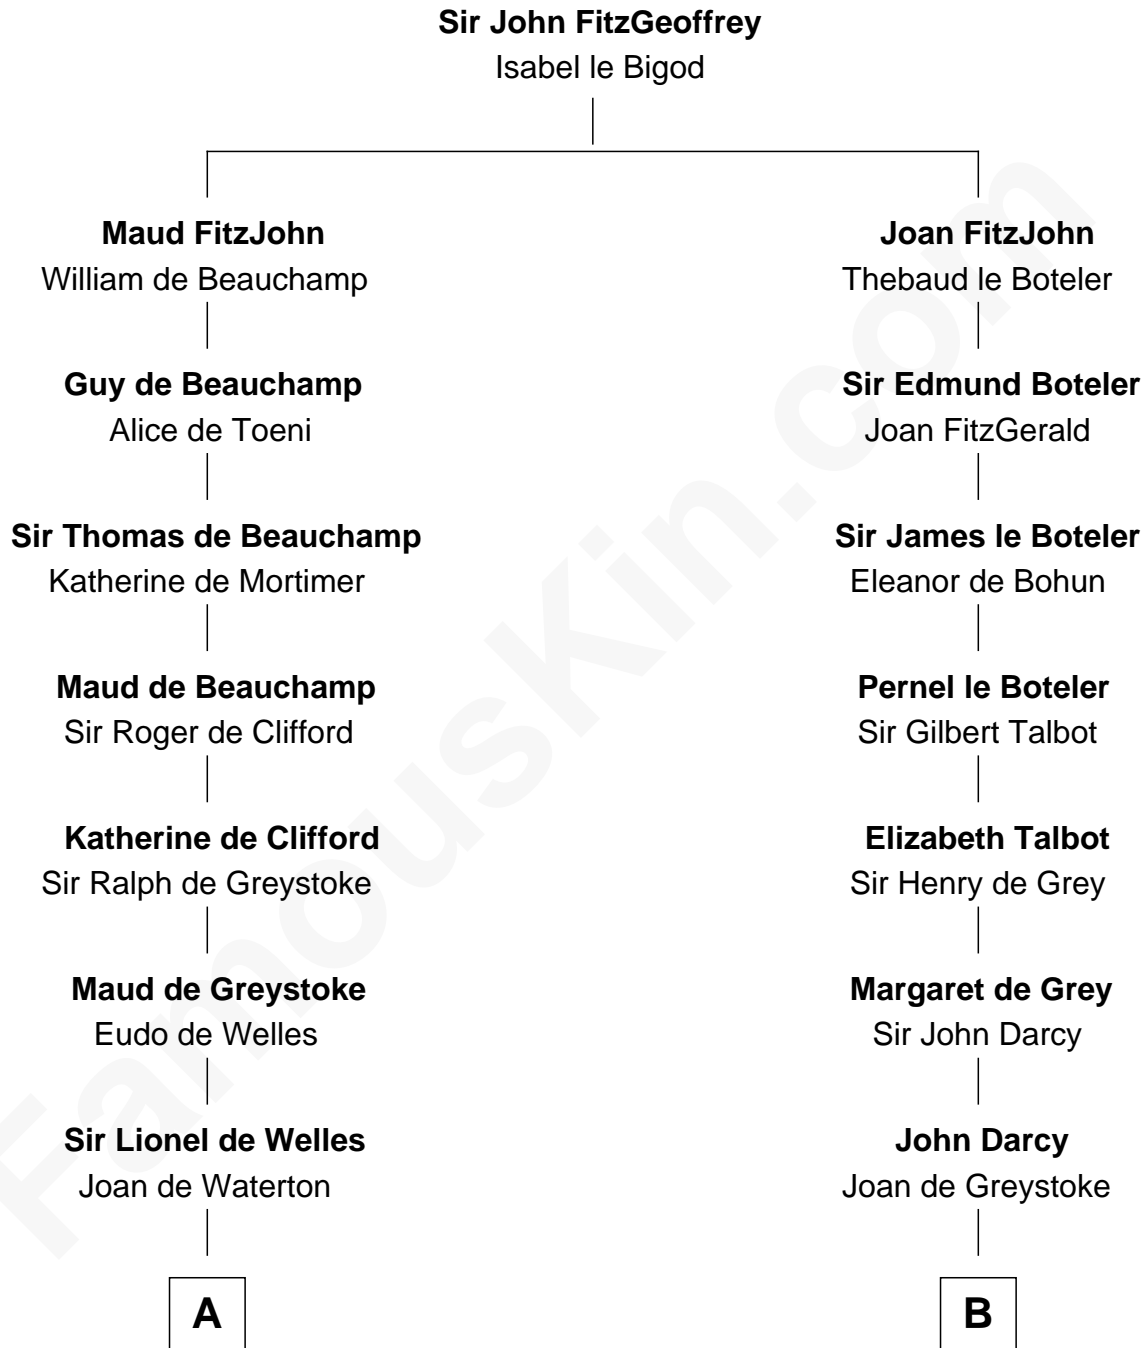 Sir John FitzGeoffrey
Isabel le Bigod
Maud FitzJohn
William de Beauchamp
Joan FitzJohn
Thebaud le Boteler
Guy de Beauchamp
Alice de Toeni
Sir Edmund Boteler
Joan FitzGerald
Sir Thomas de Beauchamp
Katherine de Mortimer
Sir James le Boteler
Eleanor de Bohun
Maud de Beauchamp
Sir Roger de Clifford
Pernel le Boteler
Sir Gilbert Talbot
Katherine de Clifford
Sir Ralph de Greystoke
Elizabeth Talbot
Sir Henry de Grey
Maud de Greystoke
Eudo de Welles
Margaret de Grey
Sir John Darcy
Sir Lionel de Welles
Joan de Waterton
John Darcy
Joan de Greystoke
A
B
FamousKin.com